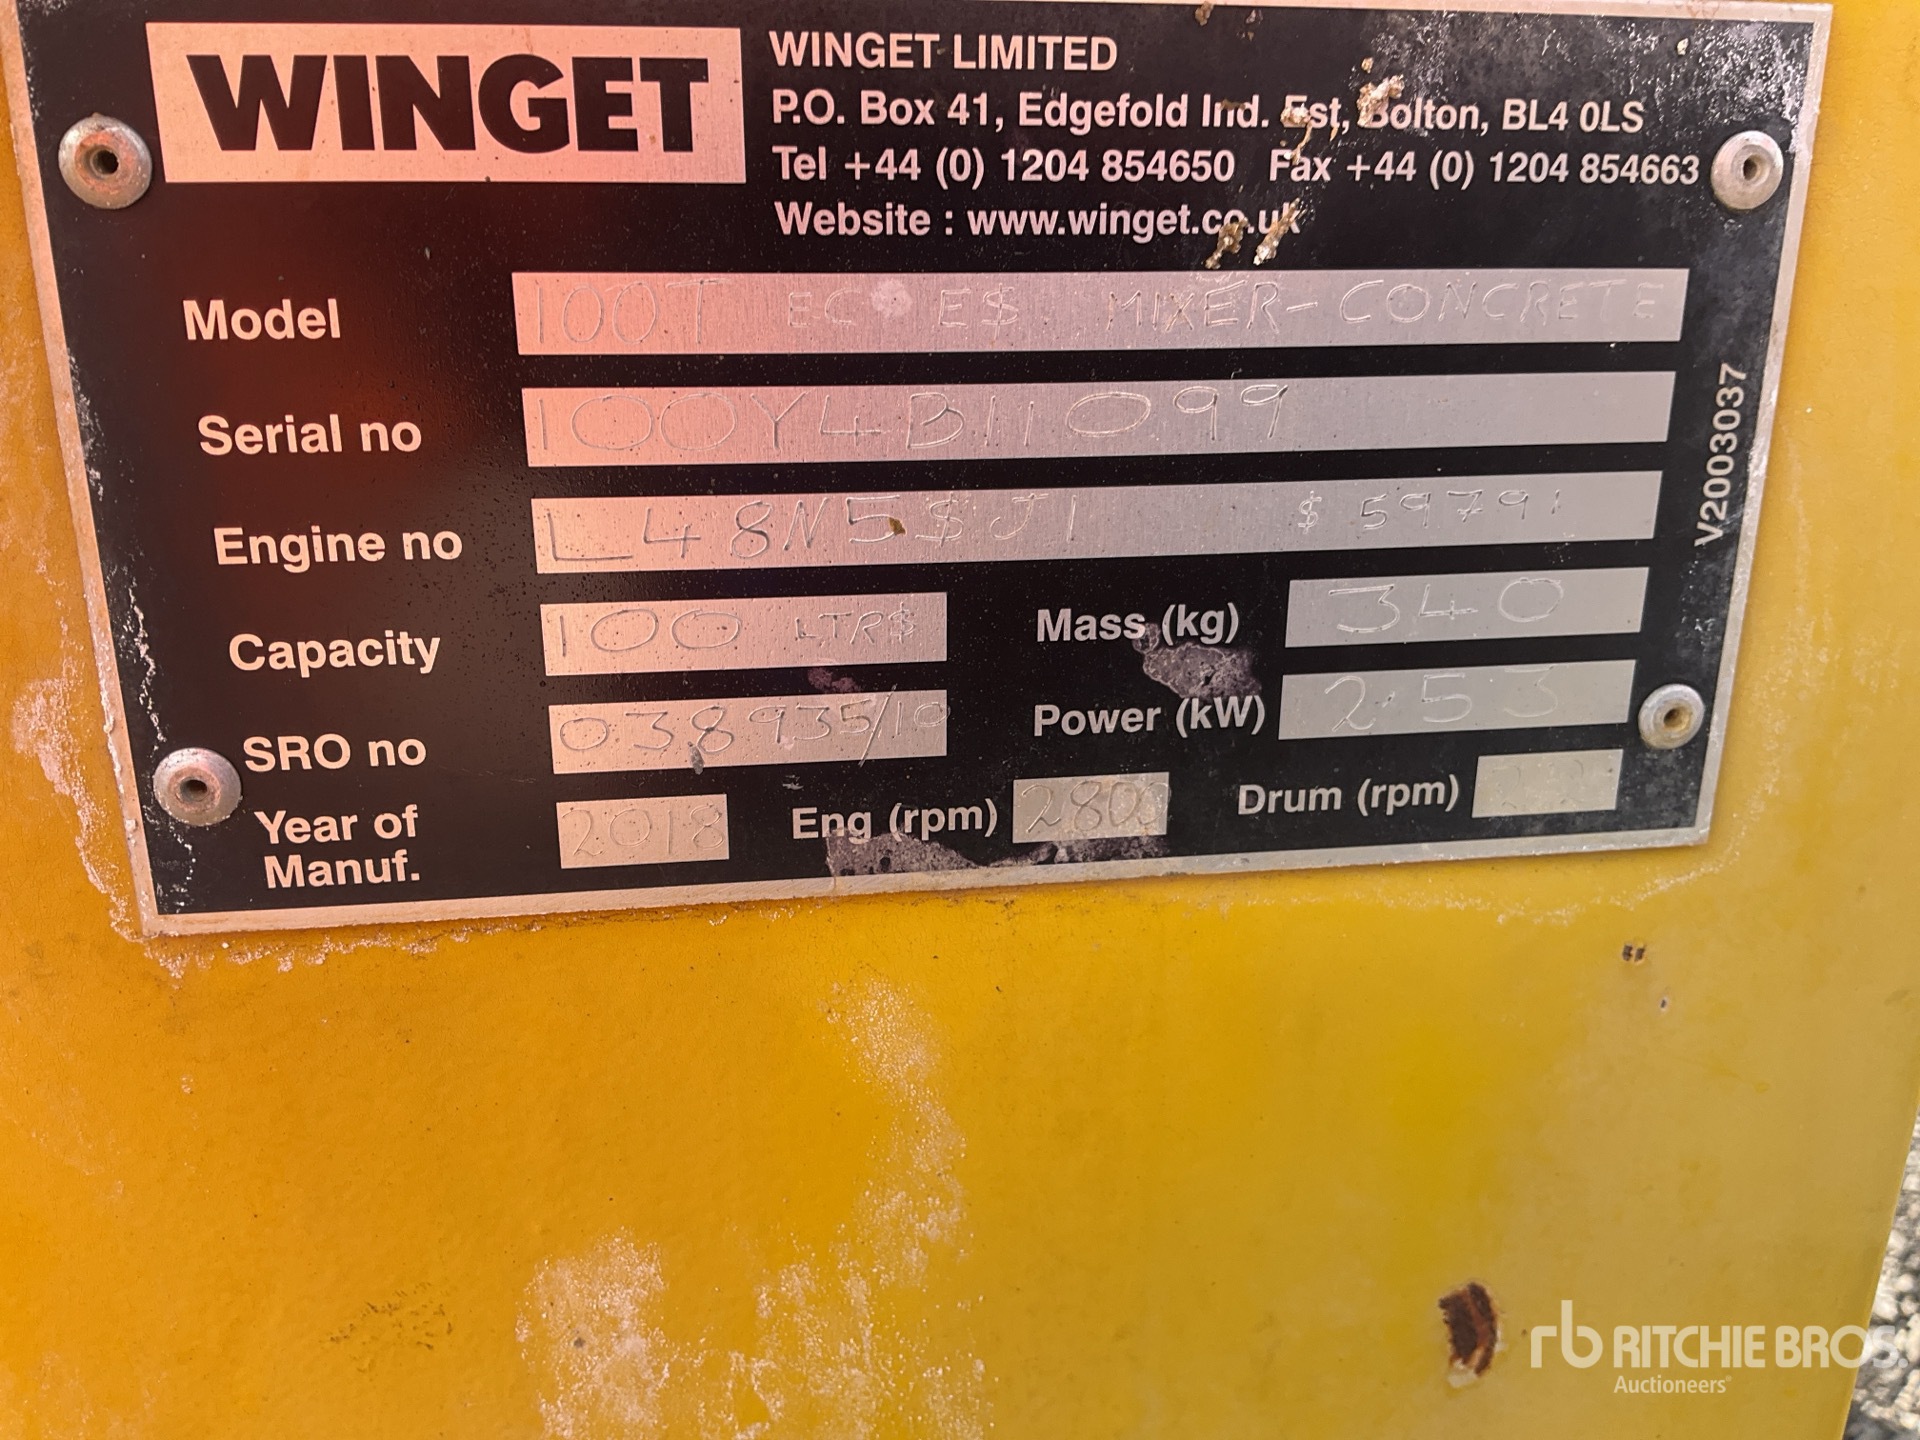 WINGET
WINGET LIMITED
P.O. Box 41, Edgefold Ind. Est, Bolton, BL4 0LS
Tel +44 (0) 1204 854650 Fax +44 (0) 1204 854663
Website : www.winget.co.uk
Model 100T EC ES MIXER-CONCRETE
Serial no 100Y4B11099
Engine no L48N5SJ1 S59791
Capacity 100 LTRS Mass (kg) 340
SRO no 038935/10 Power (kW) 2.53
Year of Manuf. 2018 Eng (rpm) 2800 Drum (rpm)
V2003037
rb RITCHIE BROS.
Auctioneers